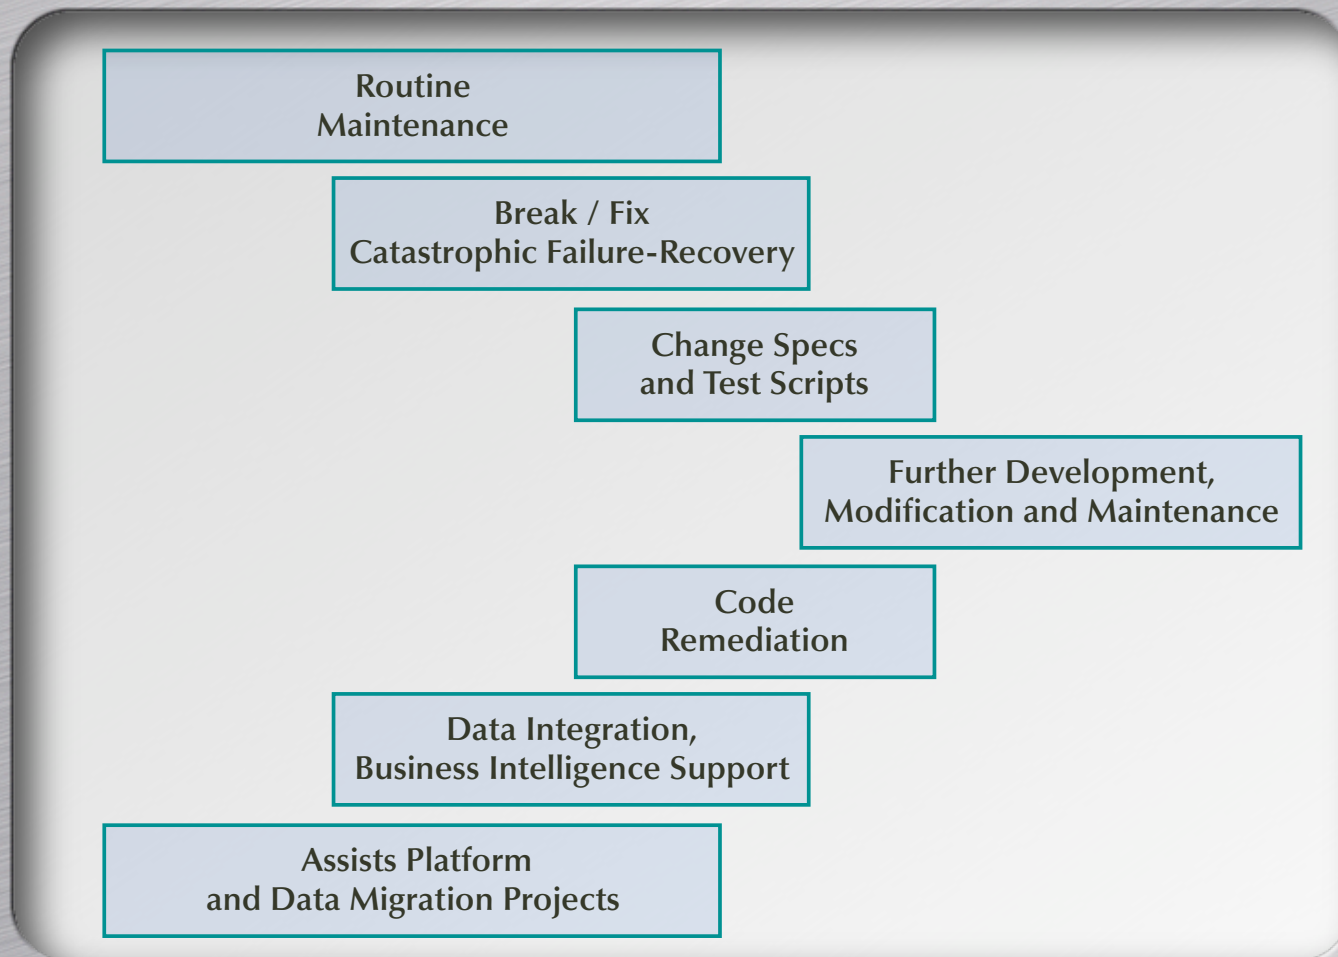 Routine
Maintenance
Break / Fix
Catastrophic Failure-Recovery
Change Specs
and Test Scripts
Further Development,
Modification and Maintenance
Code
Remediation
Data Integration,
Business Intelligence Support
Assists Platform
and Data Migration Projects